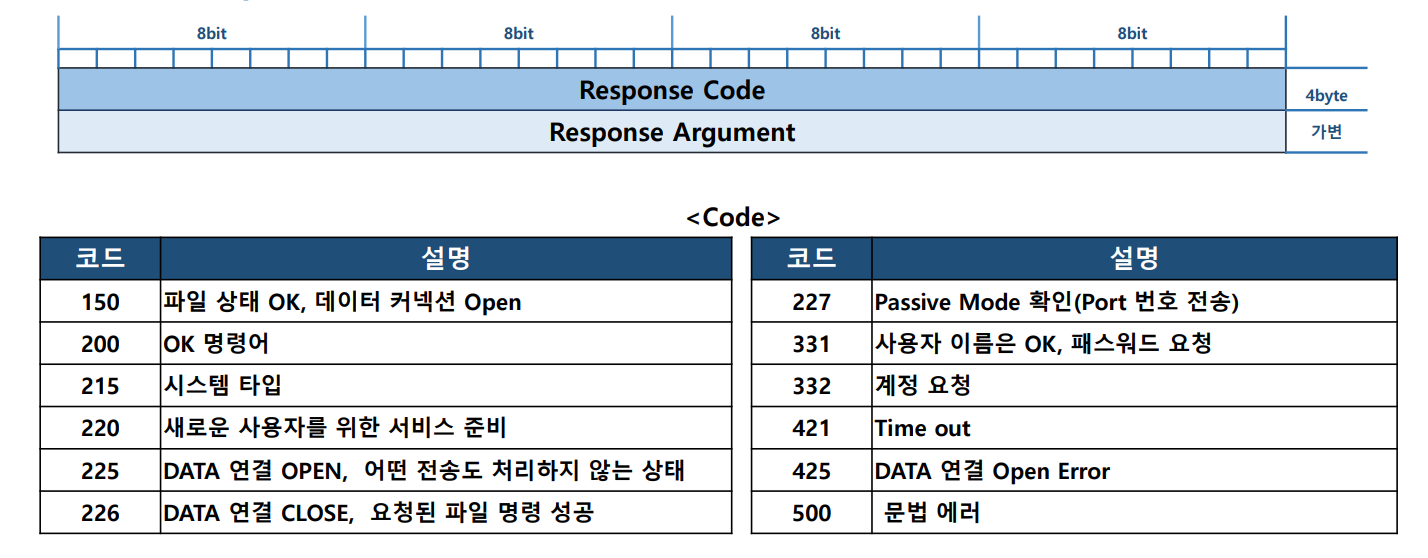 8bit 8bit 8bit 8bit
Response Code 4byte
Response Argument 가변
<Code>
코드 설명 코드 설명
150 파일 상태 OK, 데이터 커넥션 Open 227 Passive Mode 확인(Port 번호 전송)
200 OK 명령어 331 사용자 이름은 OK, 패스워드 요청
215 시스템 타입 332 계정 요청
220 새로운 사용자를 위한 서비스 준비 421 Time out
225 DATA 연결 OPEN, 어떤 전송도 처리하지 않는 상태 425 DATA 연결 Open Error
226 DATA 연결 CLOSE, 요청된 파일 명령 성공 500 문법 에러